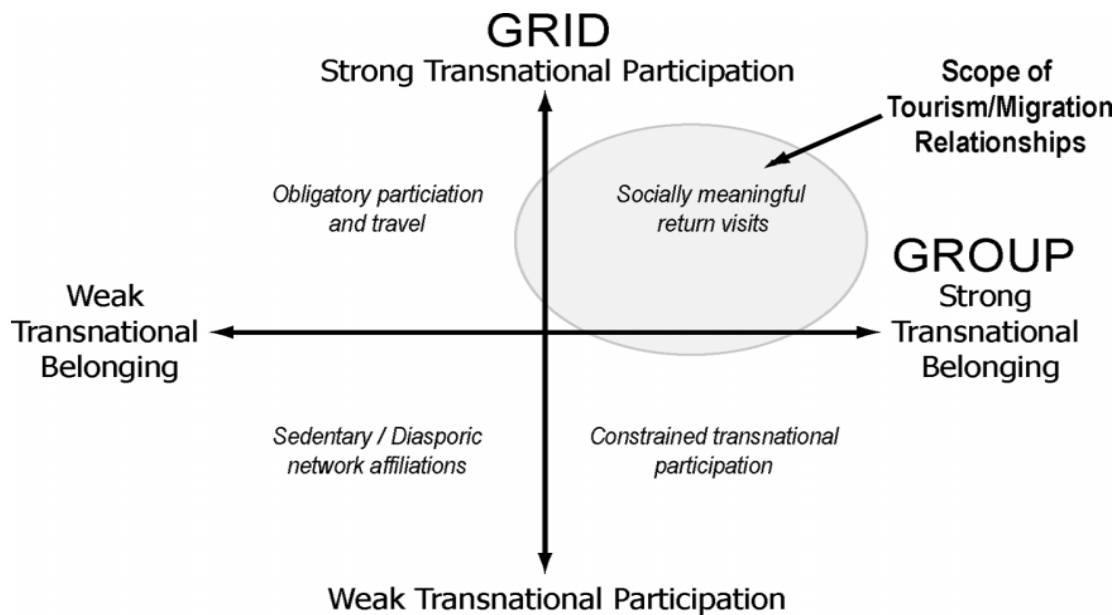 GRID
Strong Transnational Participation
Scope of
Tourism/Migration
Relationships
Obligatory particiation
and travel
Socially meaningful
return visits
GROUP
Strong
Transnational
Belonging
Weak
Transnational
Belonging
Sedentary / Diasporic
network affiliations
Constrained transnational
participation
Weak Transnational Participation